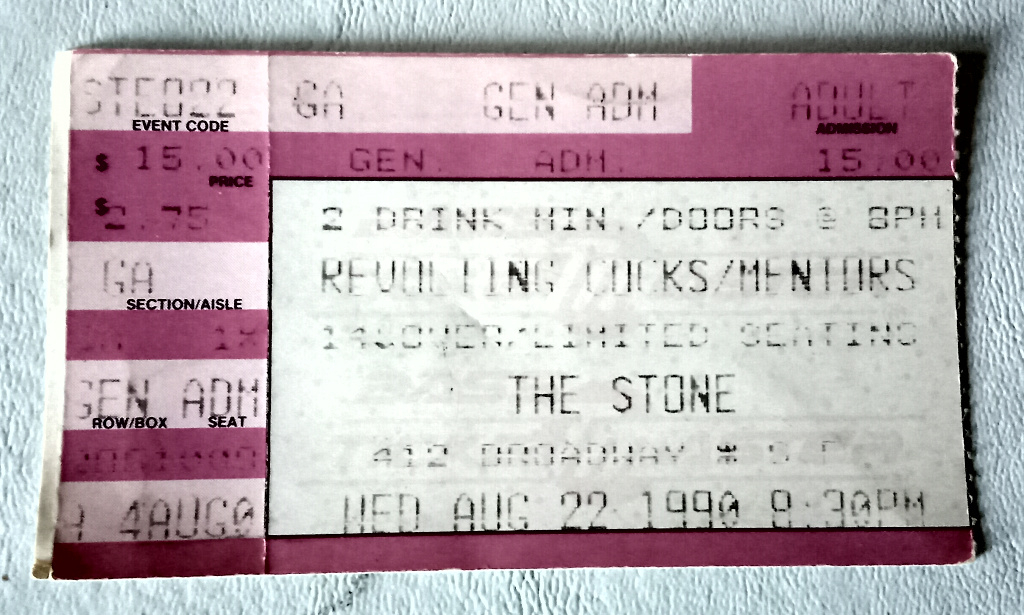 STE022 GA GEN ADM ADULT
EVENT CODE ADMISSION
$ 15.00 GEN. ADM. 15.00
PRICE
$ 2.75 2 DRINK MIN./DOORS @ 8PM
GA REVOLTING COCKS/MENTORS
SECTION/AISLE
14&OVER/LIMITED SEATING
GEN ADM THE STONE
ROW/BOX SEAT
412 BROADWAY * S.F.
4AUG0 WED AUG 22 1990 8:30PM